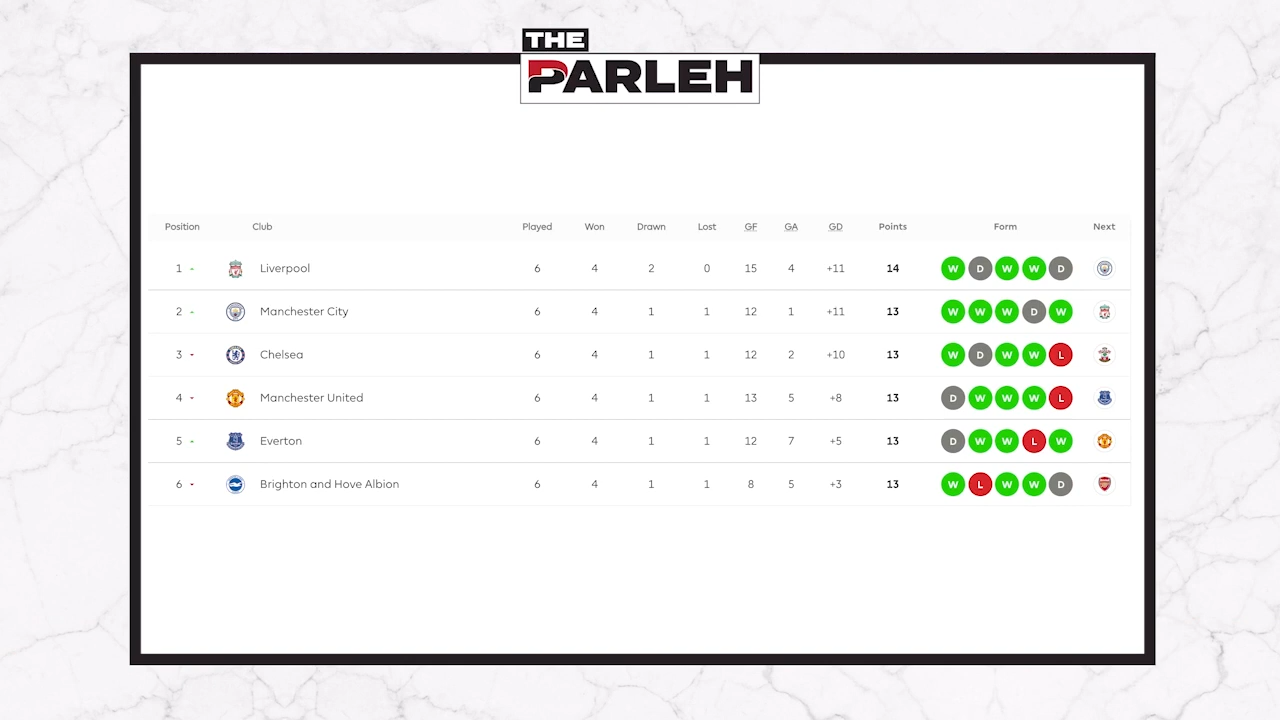 THE
PARLEH
Position Club Played Won Drawn Lost GF GA GD Points Form Next
1 Liverpool 6 4 2 0 15 4 +11 14 W D W W D
2 Manchester City 6 4 1 1 12 1 +11 13 W W W D W
3 Chelsea 6 4 1 1 12 2 +10 13 W D W W L
4 Manchester United 6 4 1 1 13 5 +8 13 D W W W L
5 Everton 6 4 1 1 12 7 +5 13 D W W L W
6 Brighton and Hove Albion 6 4 1 1 8 5 +3 13 W L W W D